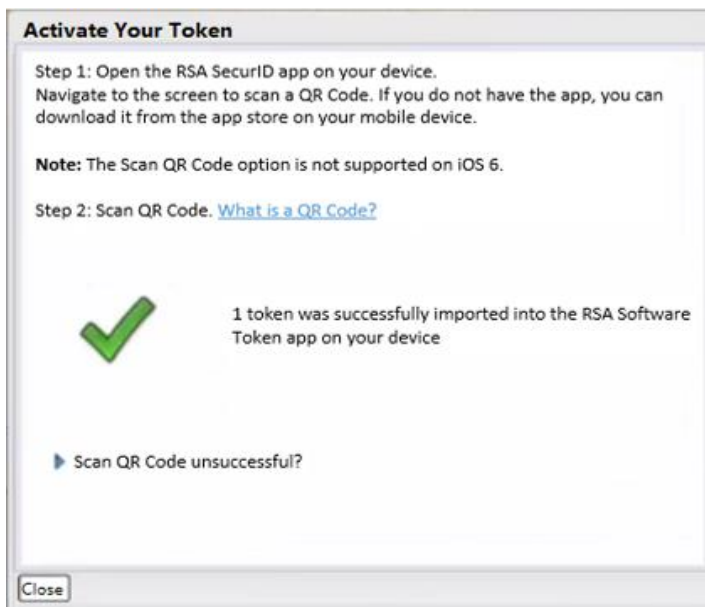 Activate Your Token
Step 1: Open the RSA SecurID app on your device.
Navigate to the screen to scan a QR Code. If you do not have the app, you can
download it from the app store on your mobile device.
Note: The Scan QR Code option is not supported on iOS 6.
Step 2: Scan QR Code. What is a QR Code?
1 token was successfully imported into the RSA Software
Token app on your device
Scan QR Code unsuccessful?
Close